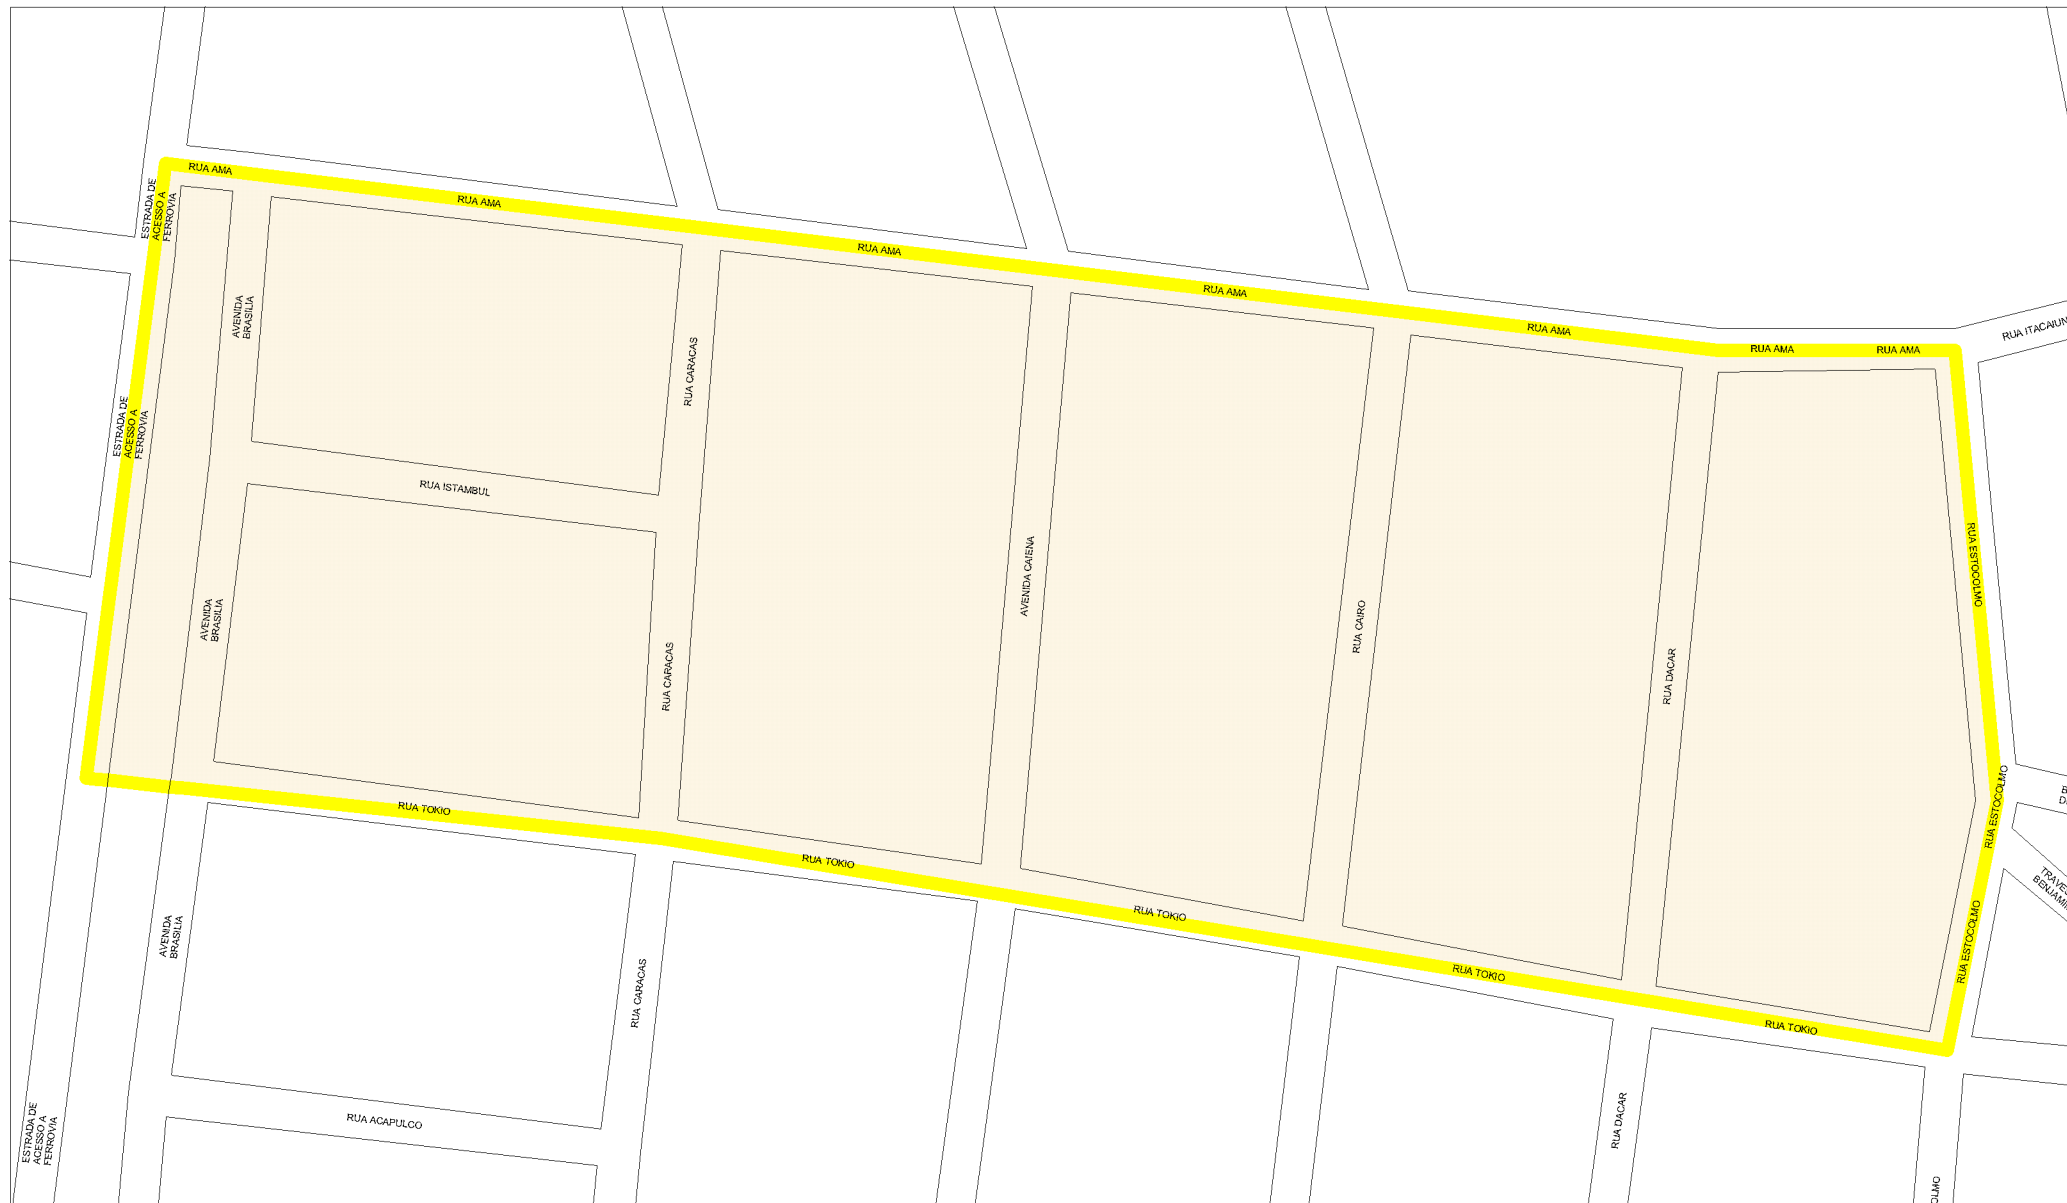 RUA AMA
RUA AMA
RUA AMA
RUA AMA
RUA AMA
RUA AMA
RUA AMA
RUA ITACAIUN
ESTRADA DE
ACESSO A
FERROVIA
AVENIDA
BRASILIA
RUA CARACAS
ESTRADA DE
ACESSO A
FERROVIA
RUA ISTAMBUL
RUA ESTOCOLMO
AVENIDA CAIENA
AVENIDA
BRASILIA
RUA CAIRO
RUA CARACAS
RUA DACAR
RUA ESTOCOLMO
RUA TOKIO
RUA TOKIO
RUA TOKIO
RUA TOKIO
RUA TOKIO
RUA ESTOCOLMO
BENJAMI
AVENIDA
BRASILIA
RUA CARACAS
RUA ACAPULCO
RUA DACAR
ESTRADA DE
ACESSO A
FERROVIA
OLMO